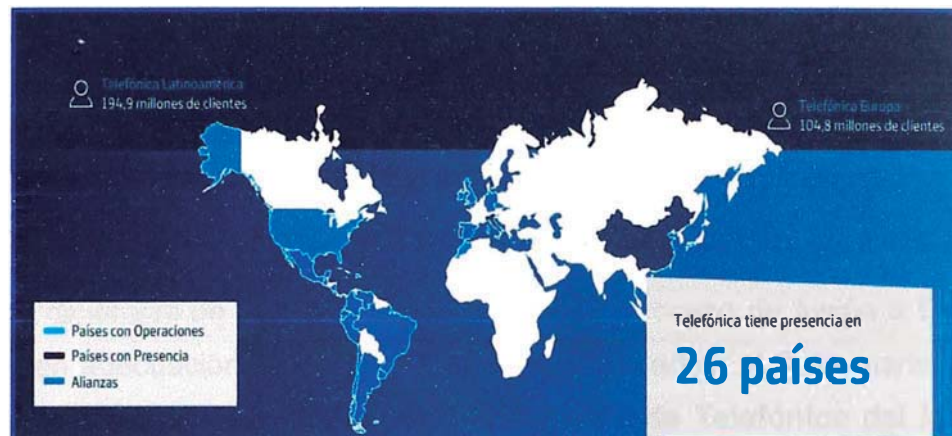 Telefónica Latinoamérica
194,9 millones de clientes
Telefónica Europa
104,8 millones de clientes
Países con Operaciones
Países con Presencia
Alianzas
Telefónica tiene presencia en
26 países